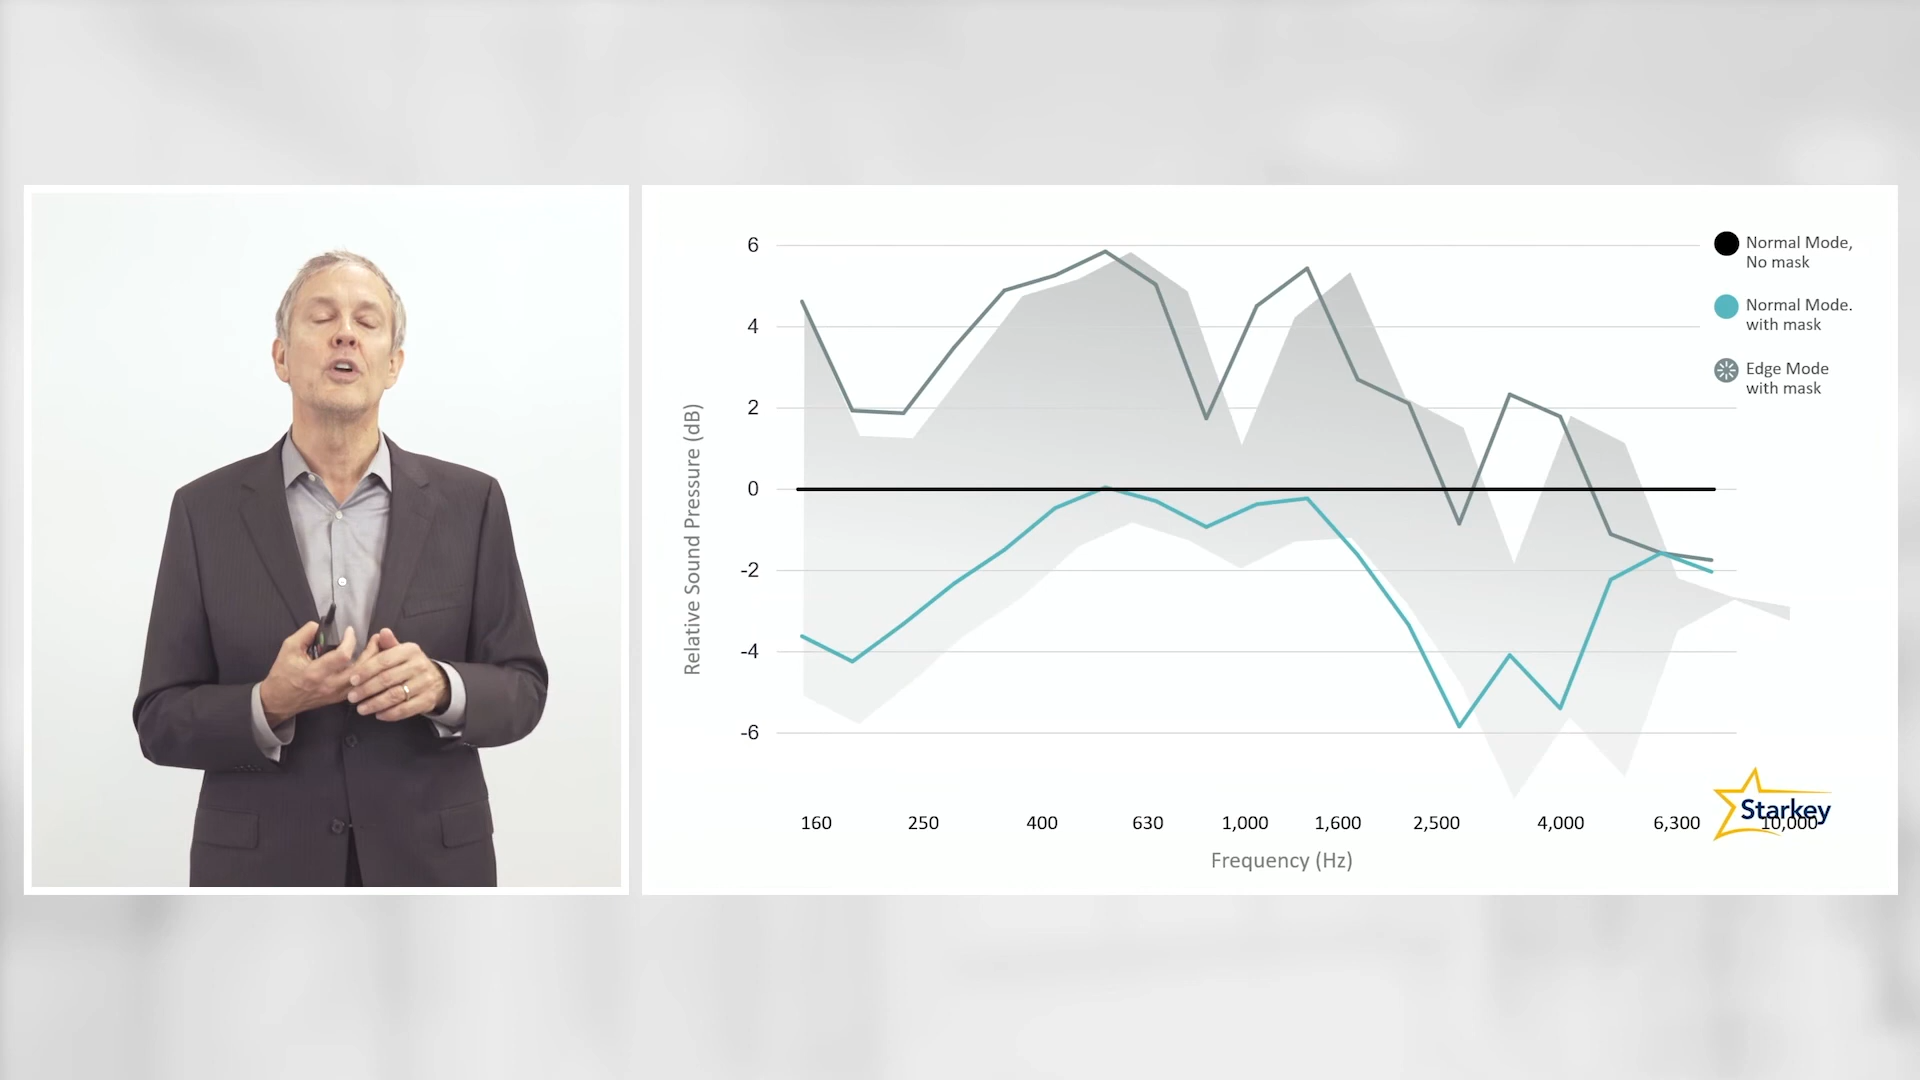 6
4
2
0
-2
-4
-6
Relative Sound Pressure (dB)
160 250 400 630 1,000 1,600 2,500 4,000 6,300 10,000
Frequency (Hz)
Normal Mode,
No mask
Normal Mode.
with mask
Edge Mode
with mask
Starkey